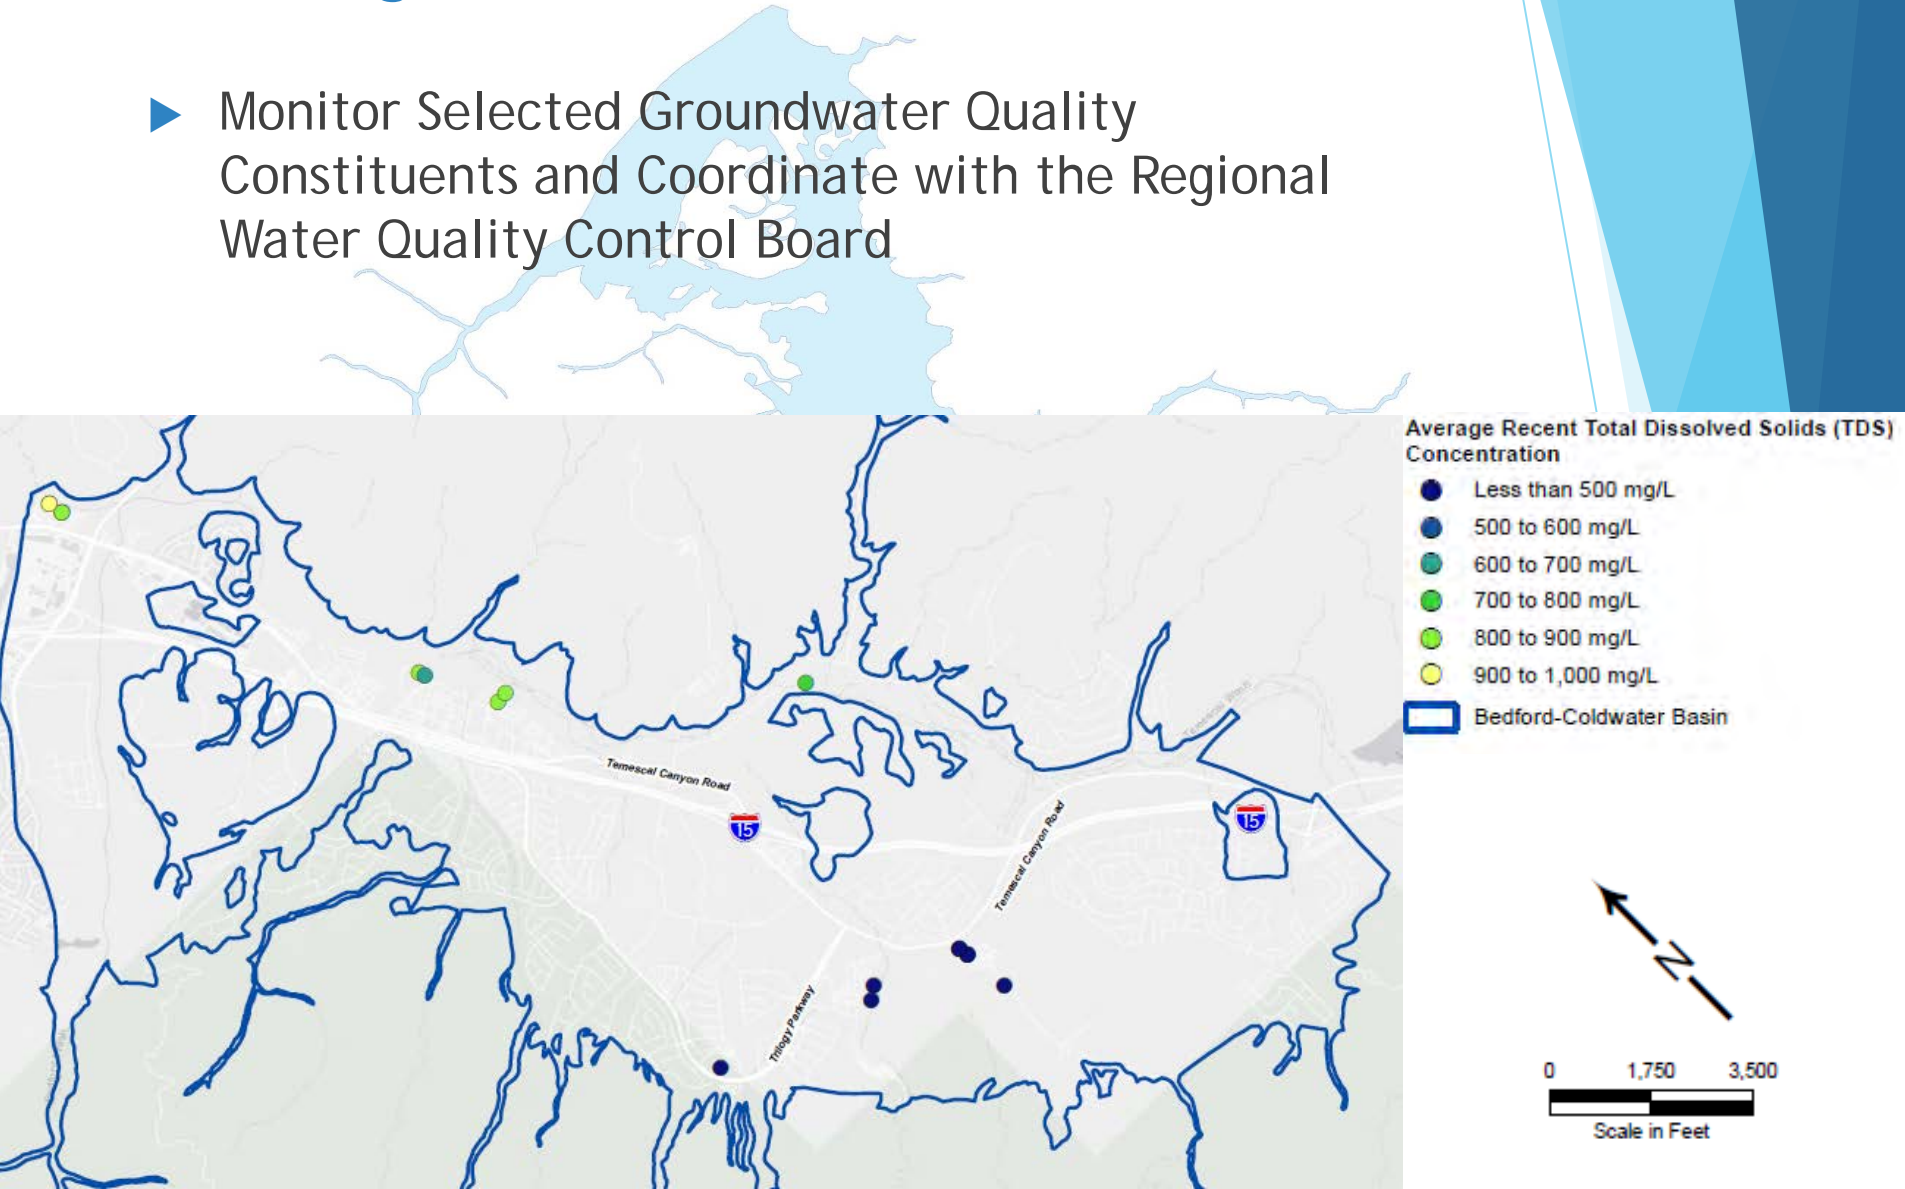 Monitor Selected Groundwater Quality
Constituents and Coordinate with the Regional
Water Quality Control Board
Average Recent Total Dissolved Solids (TDS)
Concentration
Less than 500 mg/L
500 to 600 mg/L
600 to 700 mg/L
700 to 800 mg/L
800 to 900 mg/L
900 to 1,000 mg/L
Bedford-Coldwater Basin
Temescal Canyon Road
15
Temescal Canyon Road
15
Trilogy Parkway
N
0 1,750 3,500
Scale in Feet